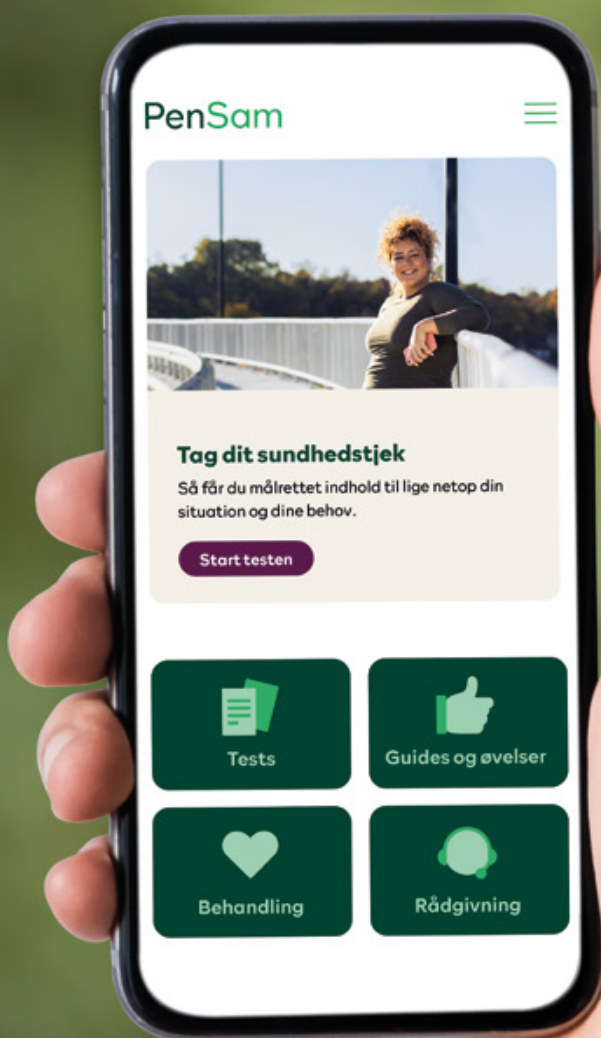 PenSam
Tag dit sundhedstjek
Så får du målrettet indhold til lige netop din
situation og dine behov.
Start testen
Tests
Guides og øvelser
Behandling
Rådgivning